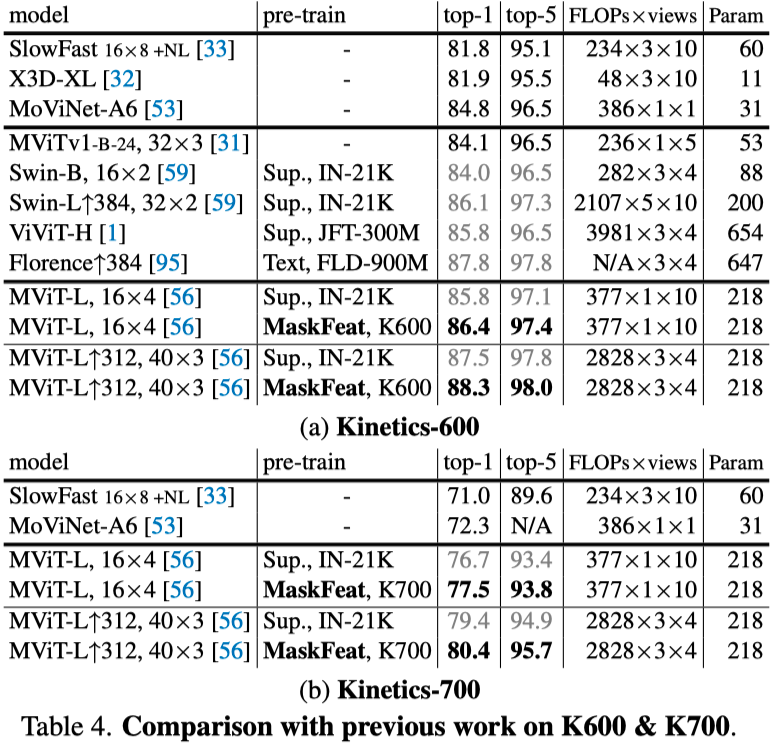 model pre-train top-1 top-5 FLOPs×views Param
SlowFast 16×8 +NL [33] - 81.8 95.1 234×3×10 60
X3D-XL [32] - 81.9 95.5 48×3×10 11
MoViNet-A6 [53] - 84.8 96.5 386×1×1 31
MViTv1-B-24, 32×3 [31] - 84.1 96.5 236×1×5 53
Swin-B, 16×2 [59] Sup., IN-21K 84.0 96.5 282×3×4 88
Swin-L↑384, 32×2 [59] Sup., IN-21K 86.1 97.3 2107×5×10 200
ViViT-H [1] Sup., JFT-300M 85.8 96.5 3981×3×4 654
Florence↑384 [95] Text, FLD-900M 87.8 97.8 N/A×3×4 647
MViT-L, 16×4 [56] Sup., IN-21K 85.8 97.1 377×1×10 218
MViT-L, 16×4 [56] MaskFeat, K600 86.4 97.4 377×1×10 218
MViT-L↑312, 40×3 [56] Sup., IN-21K 87.5 97.8 2828×3×4 218
MViT-L↑312, 40×3 [56] MaskFeat, K600 88.3 98.0 2828×3×4 218
(a) Kinetics-600
model pre-train top-1 top-5 FLOPs×views Param
SlowFast 16×8 +NL [33] - 71.0 89.6 234×3×10 60
MoViNet-A6 [53] - 72.3 N/A 386×1×1 31
MViT-L, 16×4 [56] Sup., IN-21K 76.7 93.4 377×1×10 218
MViT-L, 16×4 [56] MaskFeat, K700 77.5 93.8 377×1×10 218
MViT-L↑312, 40×3 [56] Sup., IN-21K 79.4 94.9 2828×3×4 218
MViT-L↑312, 40×3 [56] MaskFeat, K700 80.4 95.7 2828×3×4 218
(b) Kinetics-700
Table 4. Comparison with previous work on K600 & K700.